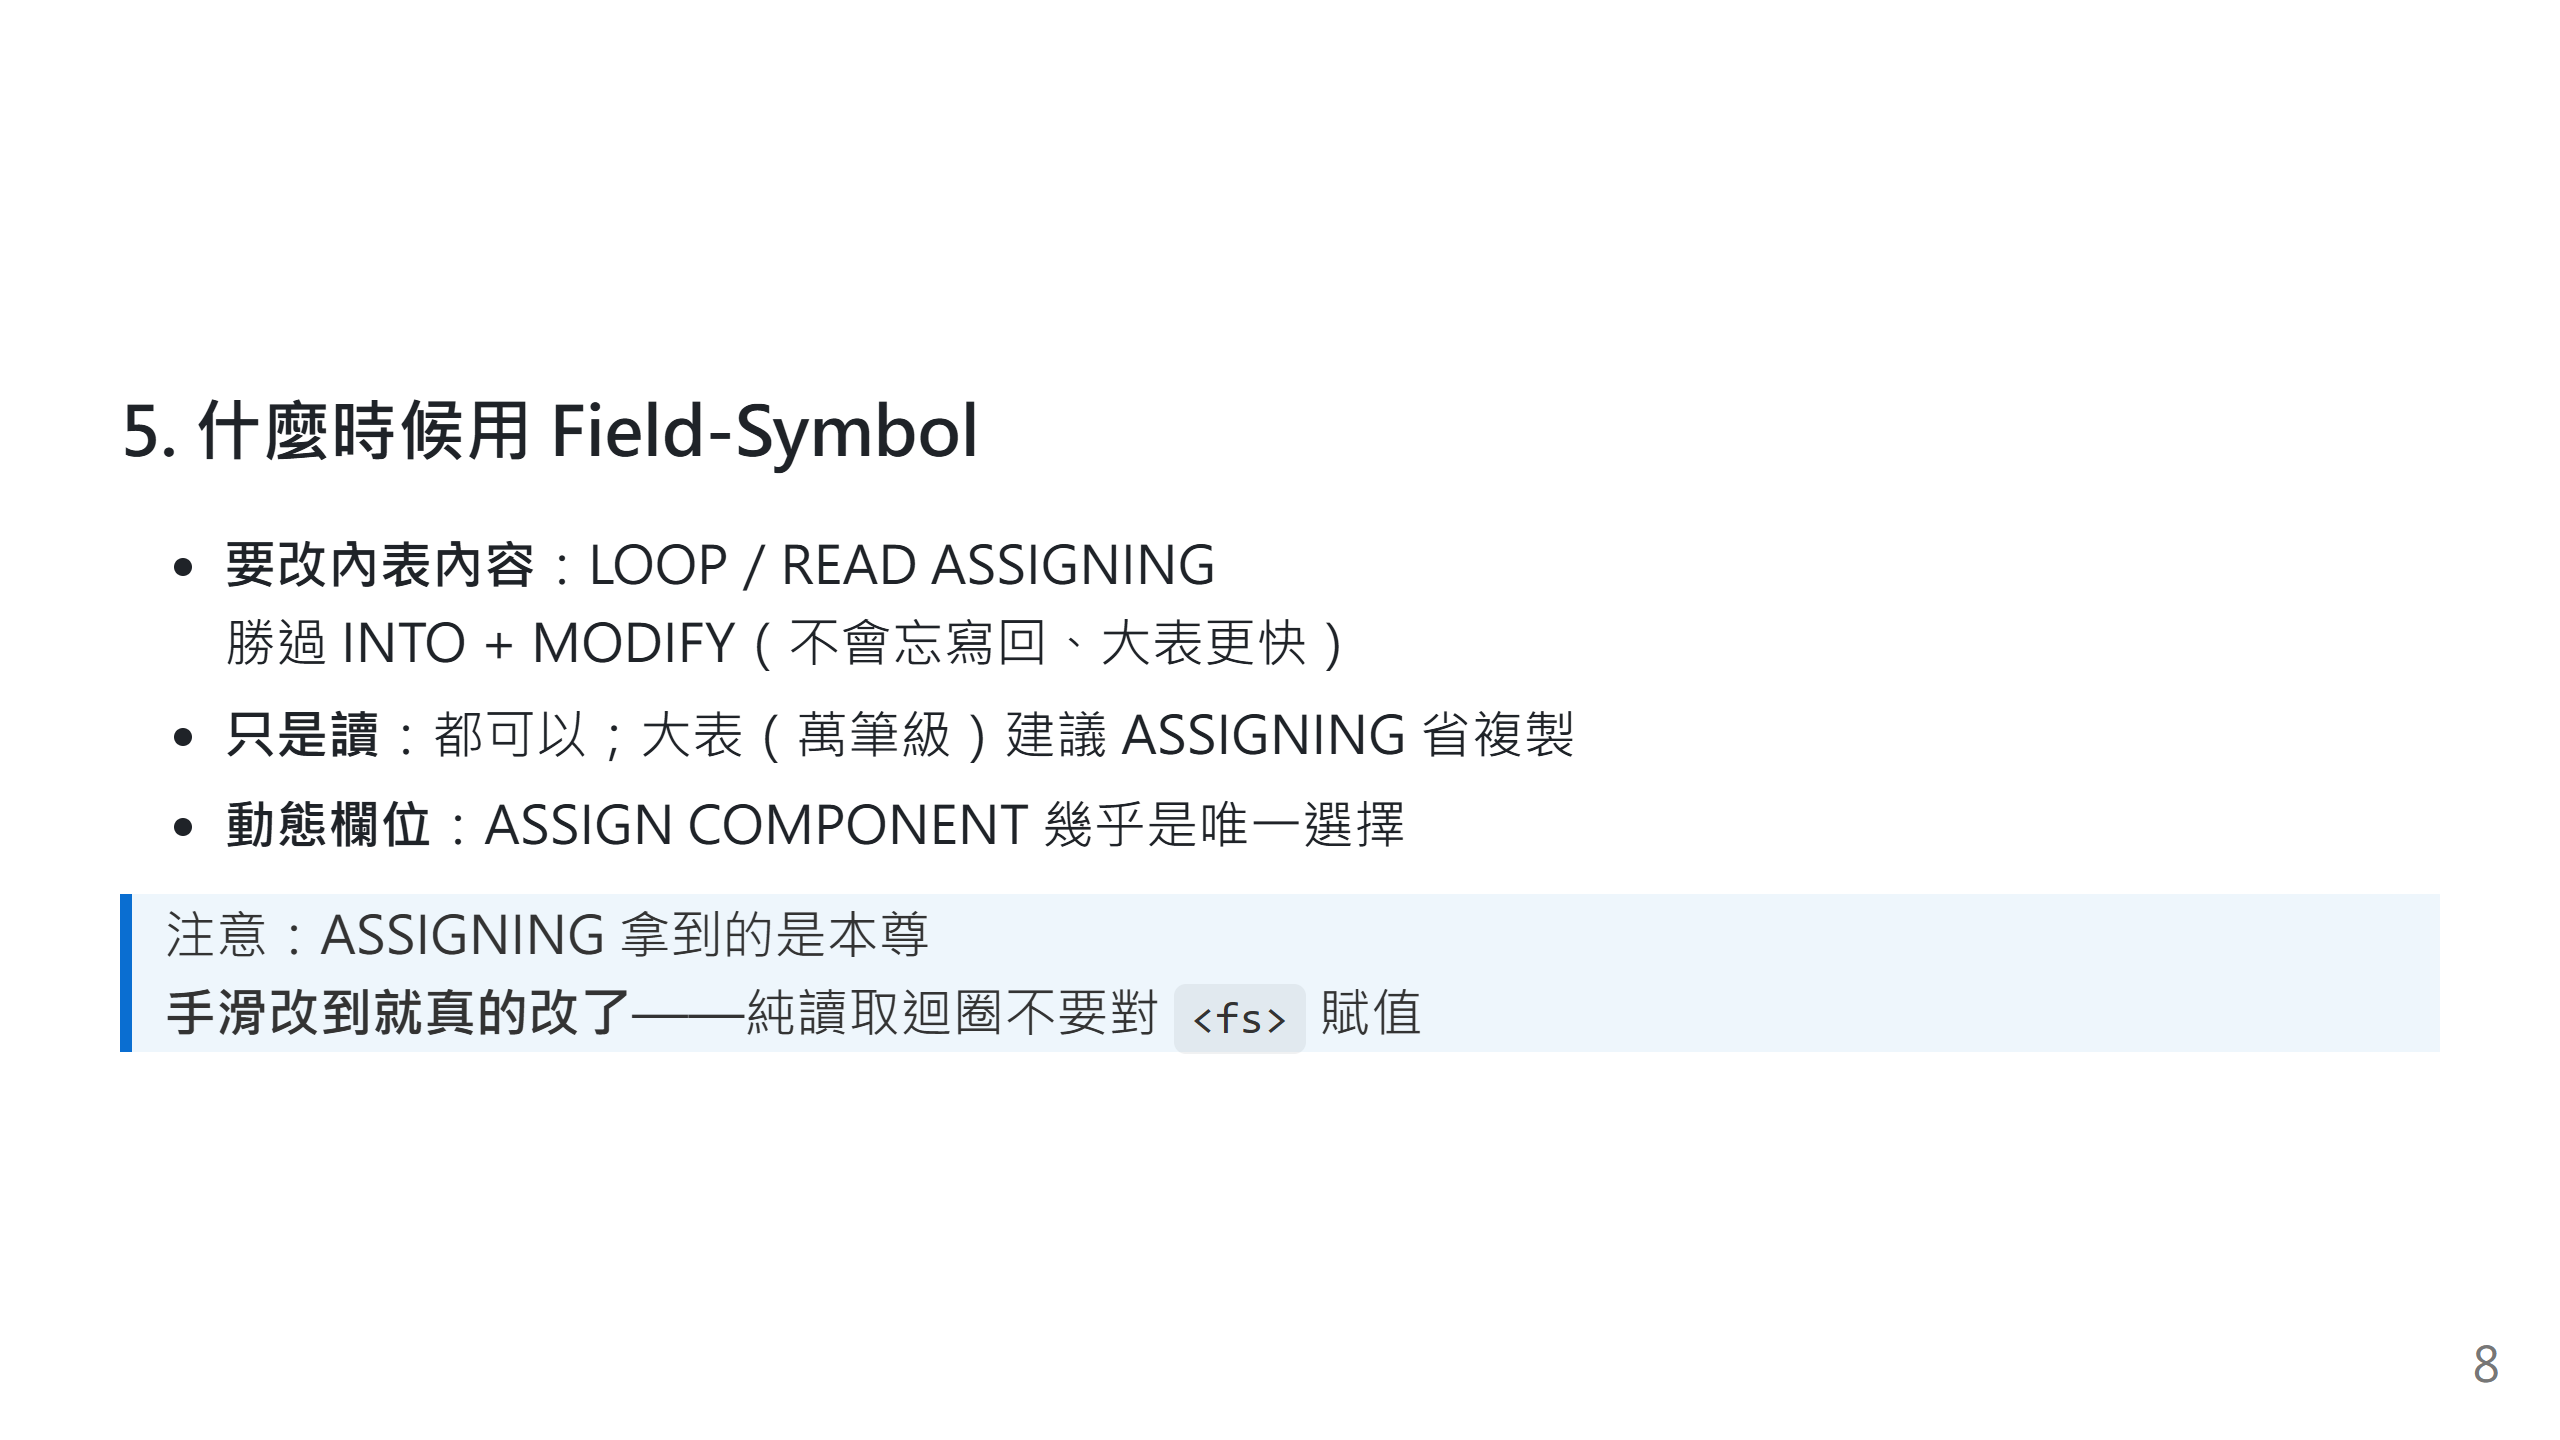 5. 什麼時候用 Field-Symbol
• 要改內表內容：LOOP / READ ASSIGNING
勝過 INTO + MODIFY（不會忘寫回、大表更快）
• 只是讀：都可以；大表（萬筆級）建議 ASSIGNING 省複製
• 動態欄位：ASSIGN COMPONENT 幾乎是唯一選擇
注意：ASSIGNING 拿到的是本尊
手滑改到就真的改了——純讀取迴圈不要對 <fs> 賦值
8